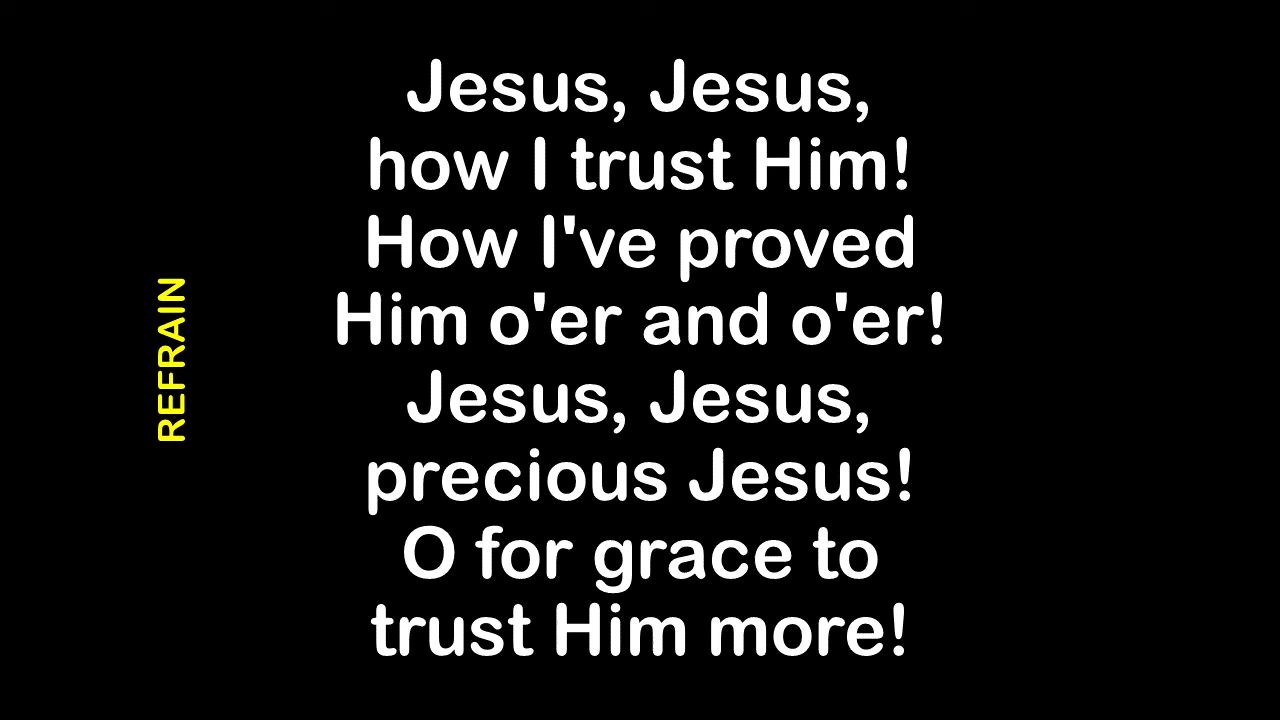 Jesus, Jesus,
how I trust Him!
How I've proved
Him o'er and o'er!
Jesus, Jesus,
precious Jesus!
O for grace to
trust Him more!
REFRAIN